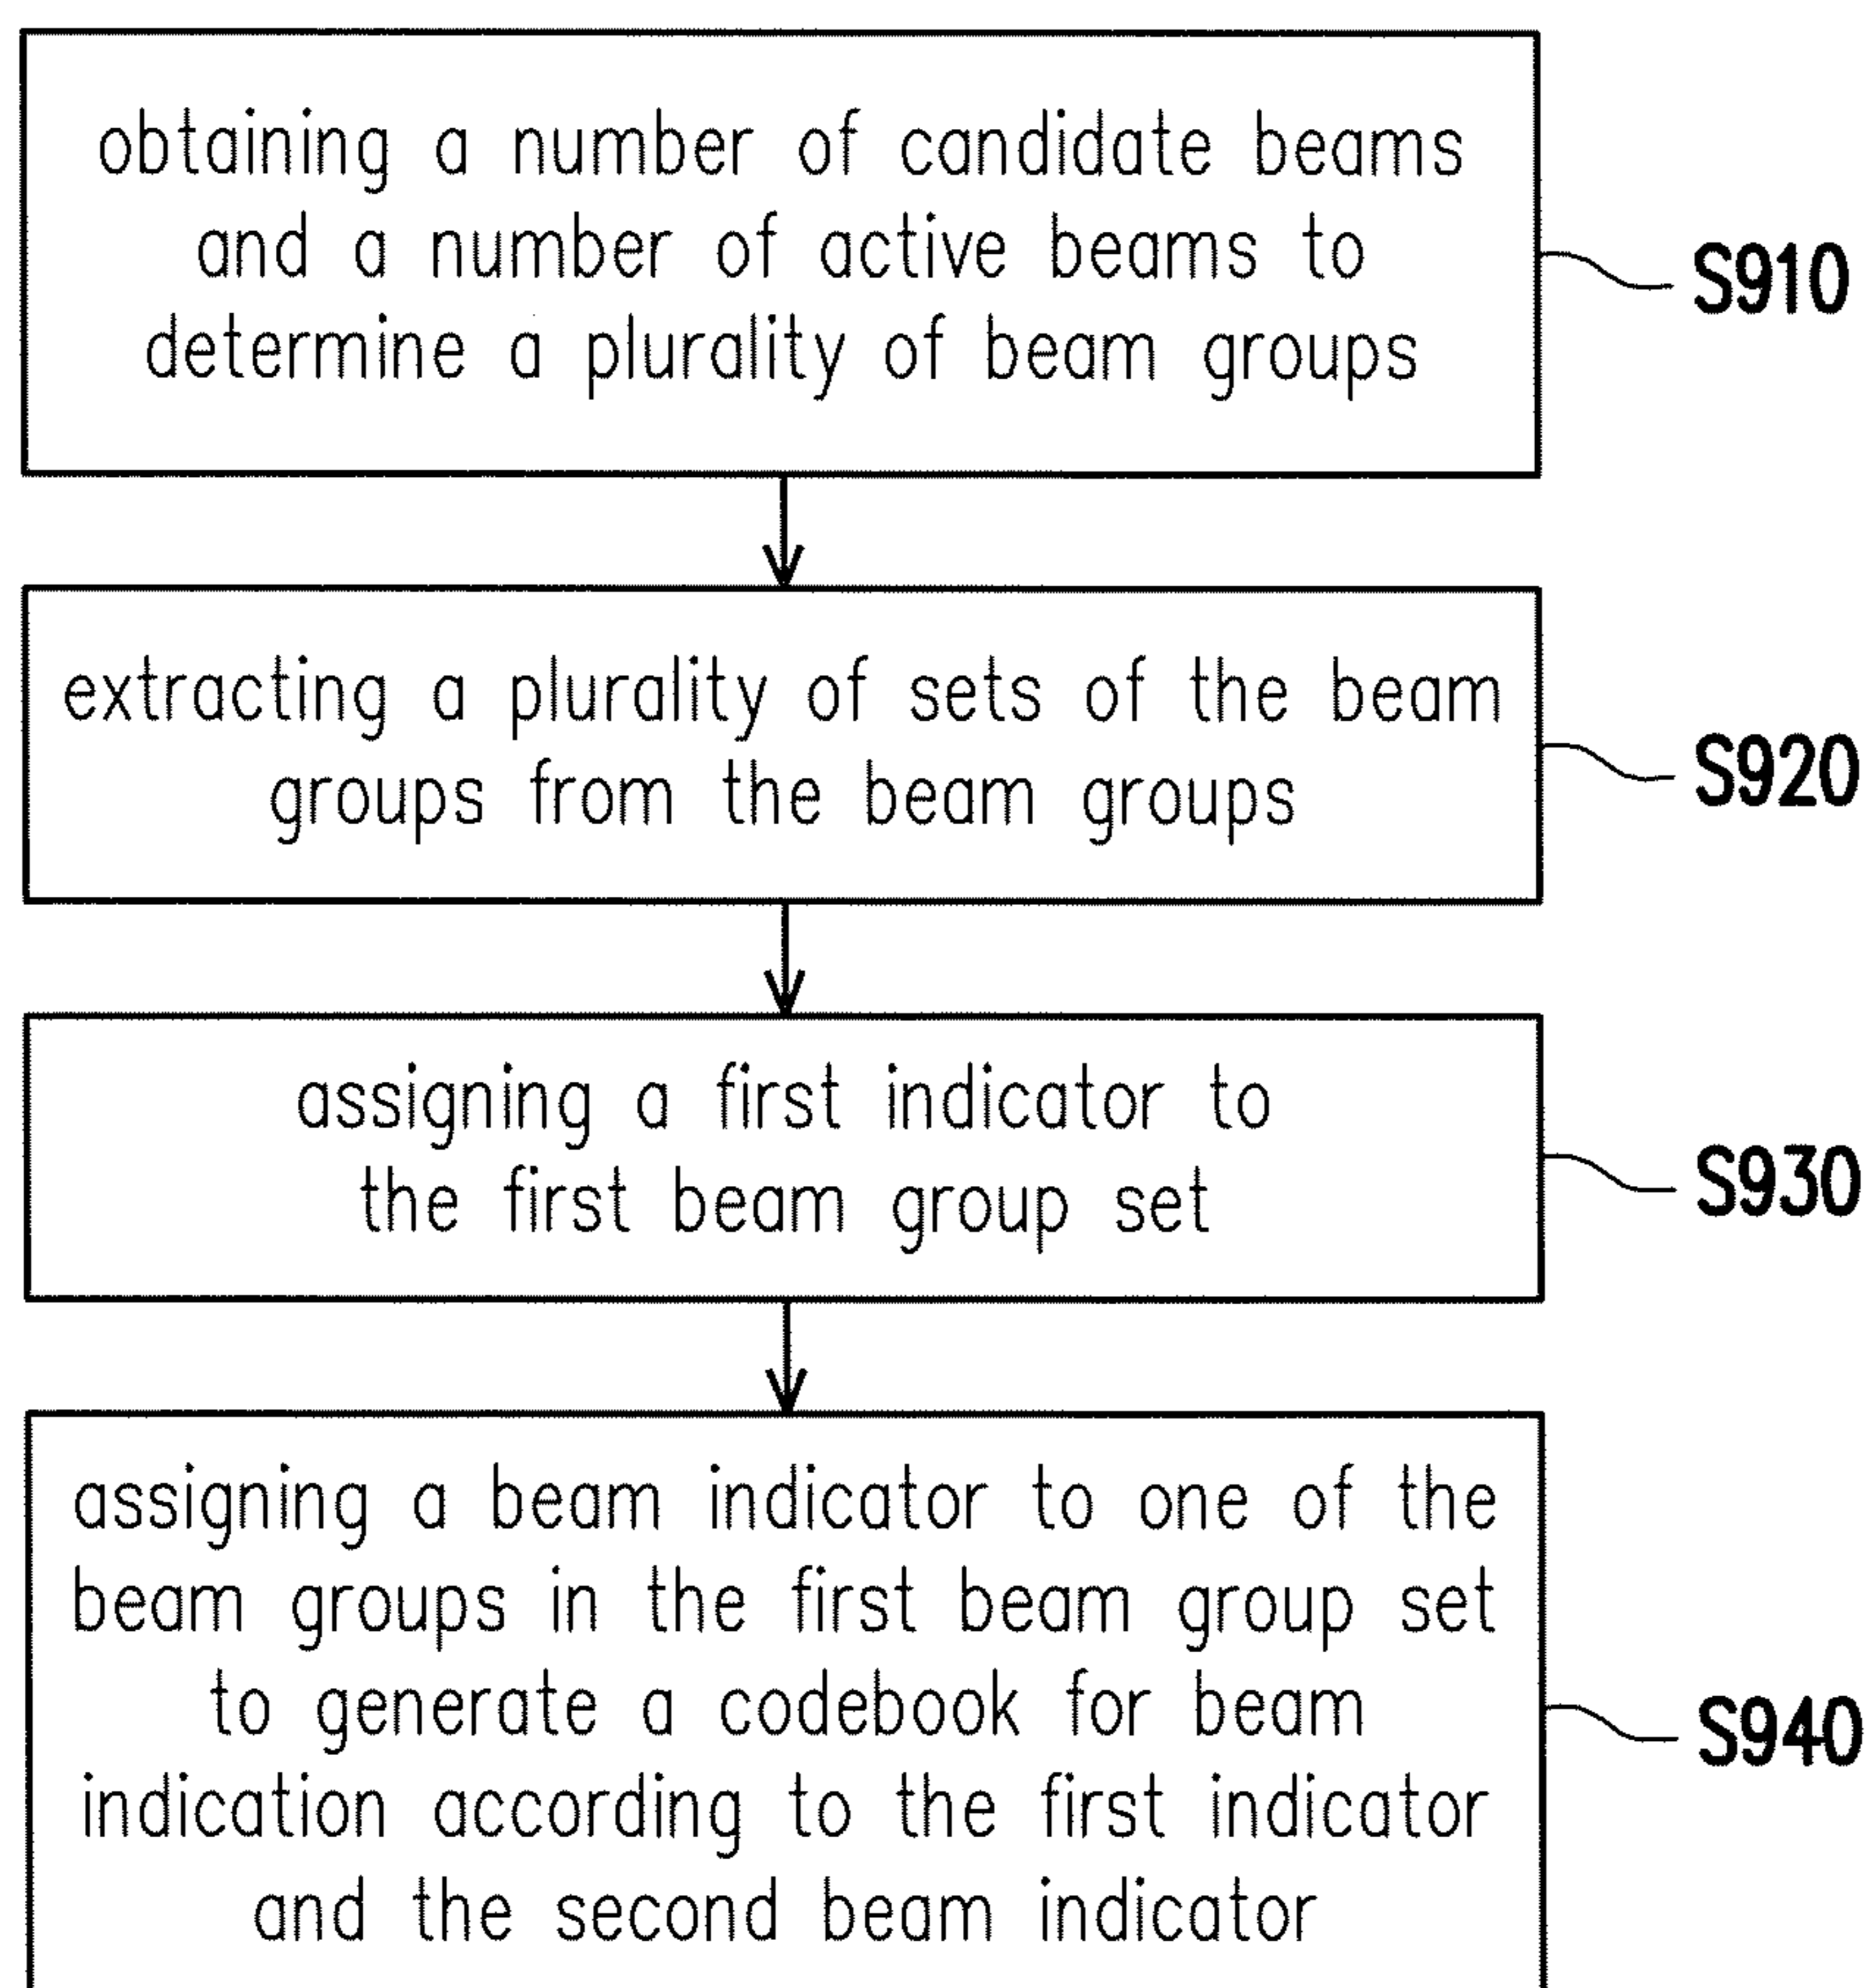 obtaining a number of candidate beams
and a number of active beams to
determine a plurality of beam groups
S910
extracting a plurality of sets of the beam
groups from the beam groups
S920
assigning a first indicator to
the first beam group set
S930
assigning a beam indicator to one of the
beam groups in the first beam group set
to generate a codebook for beam
indication according to the first indicator
and the second beam indicator
S940